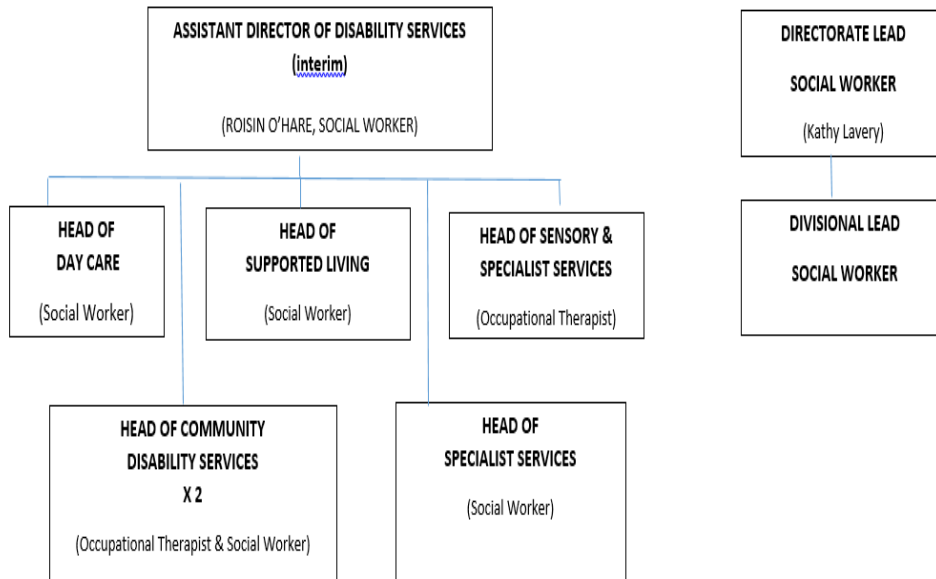 ASSISTANT DIRECTOR OF DISABILITY SERVICES
(interim)
(ROISIN O'HARE, SOCIAL WORKER)
DIRECTORATE LEAD
SOCIAL WORKER
(Kathy Lavery)
HEAD OF
DAY CARE
(Social Worker)
HEAD OF
SUPPORTED LIVING
(Social Worker)
HEAD OF SENSORY &
SPECIALIST SERVICES
(Occupational Therapist)
DIVISIONAL LEAD
SOCIAL WORKER
HEAD OF COMMUNITY
DISABILITY SERVICES
X 2
(Occupational Therapist & Social Worker)
HEAD OF
SPECIALIST SERVICES
(Social Worker)